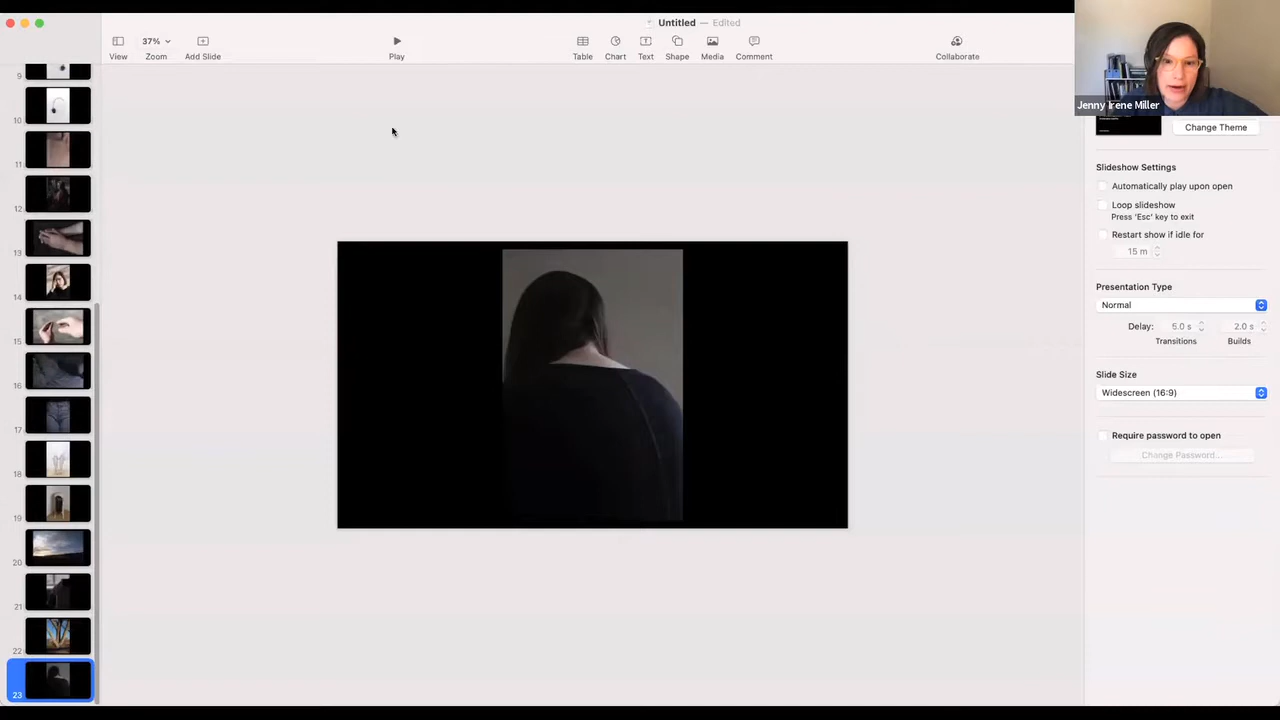 Untitled — Edited
37%
View
Zoom
Add Slide
Play
Table
Chart
Text
Shape
Media
Comment
Collaborate
Jenny Irene Miller
Change Theme
Slideshow Settings
Automatically play upon open
Loop slideshow
Press ‘Esc’ key to exit
Restart show if idle for
15 m
Presentation Type
Normal
Delay:
5.0 s
2.0 s
Transitions
Builds
Slide Size
Widescreen (16:9)
Require password to open
Change Password...
9
10
11
12
13
14
15
16
17
18
19
20
21
22
23